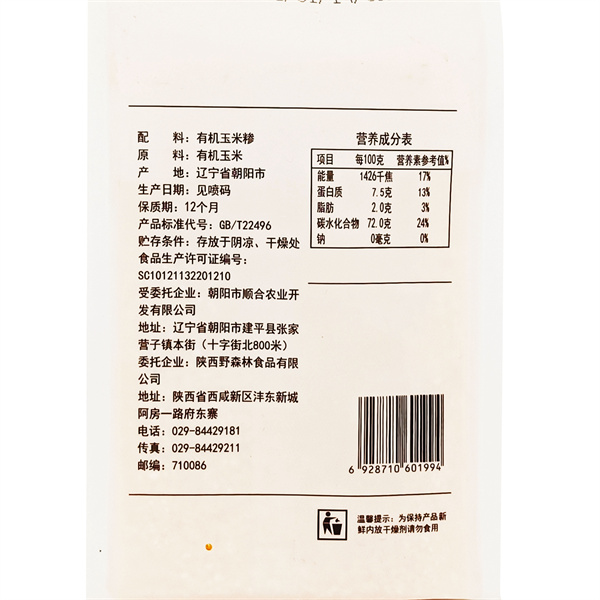 配　料：有机玉米糁
原　料：有机玉米
产　地：辽宁省朝阳市
生产日期：见喷码
保质期：12个月
产品标准代号：GB/T22496
贮存条件：存放于阴凉、干燥处
食品生产许可证编号：
SC10121132201210
受委托企业：朝阳市顺合农业开
发有限公司
地址：辽宁省朝阳市建平县张家
营子镇本街（十字街北800米）
委托企业：陕西野森林食品有限
公司
地址：陕西省西咸新区沣东新城
阿房一路府东寨
电话：029-84429181
传真：029-84429211
邮编：710086
营养成分表
项目 每100克 营养素参考值%
能量 1426千焦 17%
蛋白质 7.5克 13%
脂肪 2.0克 3%
碳水化合物 72.0克 24%
钠 0毫克 0%
6 928710 601994
温馨提示：为保持产品新
鲜内放干燥剂请勿食用